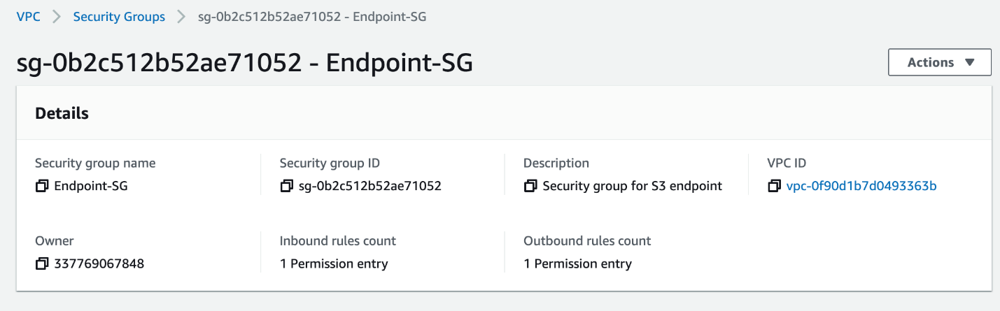 VPC > Security Groups > sg-0b2c512b52ae71052 - Endpoint-SG
sg-0b2c512b52ae71052 - Endpoint-SG
Actions
Details
Security group name
Endpoint-SG
Security group ID
sg-0b2c512b52ae71052
Description
Security group for S3 endpoint
VPC ID
vpc-0f90d1b7d0493363b
Owner
337769067848
Inbound rules count
1 Permission entry
Outbound rules count
1 Permission entry